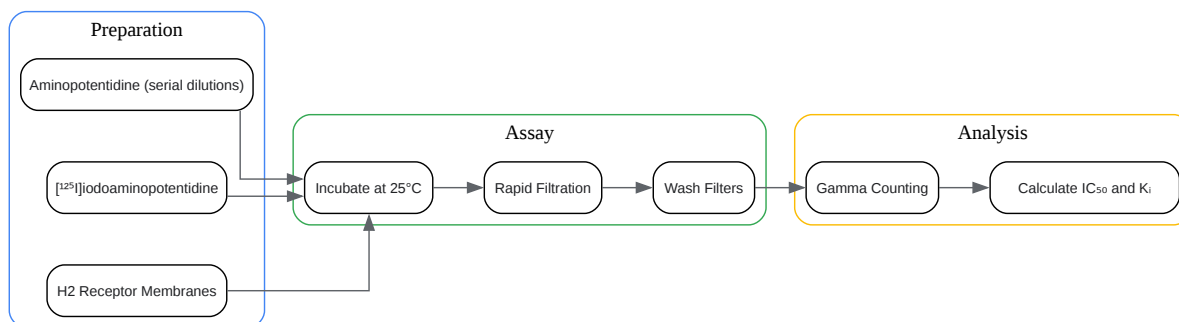 Preparation
Aminopotentidine (serial dilutions)
[¹²⁵I]iodoaminopotentidine
H2 Receptor Membranes
Assay
Incubate at 25°C
Rapid Filtration
Wash Filters
Analysis
Gamma Counting
Calculate IC₅₀ and Kᵢ